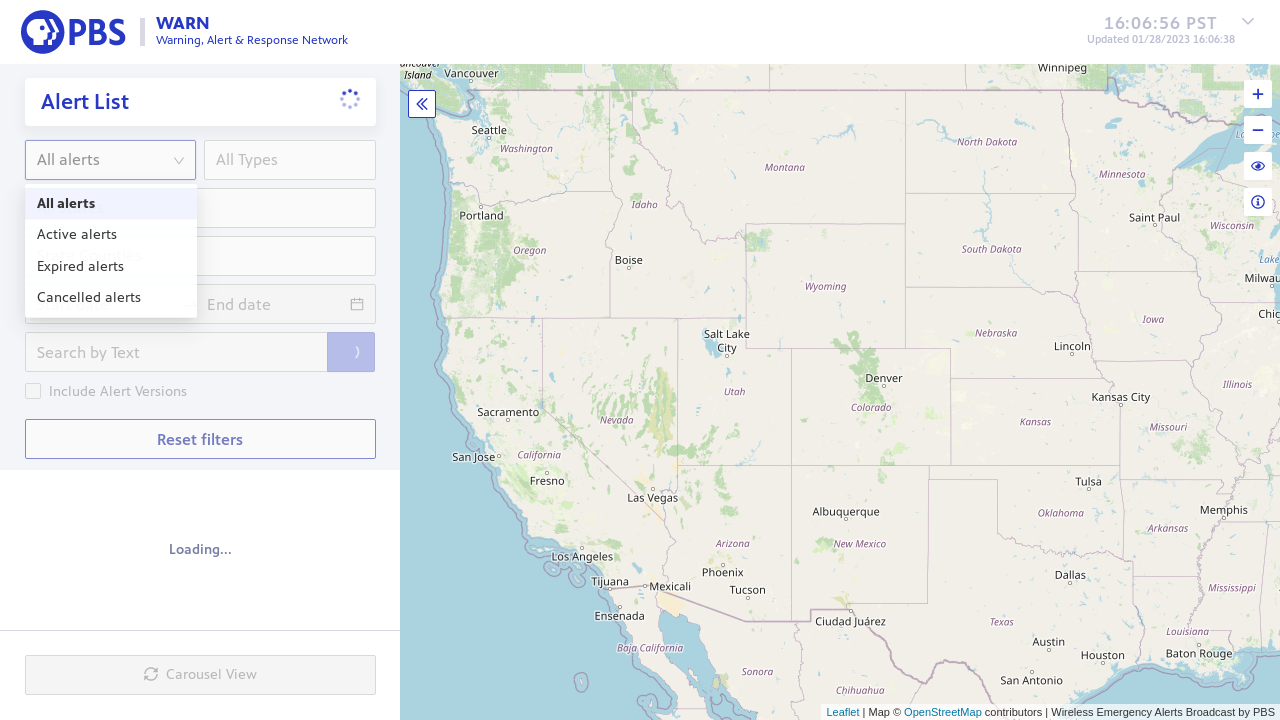 PBS
WARN
Warning, Alert & Response Network
16:06:56 PST
Updated 01/28/2023 16:06:38
Alert List
All alerts
All Types
All alerts
Active alerts
Expired alerts
Cancelled alerts
End date
Search by Text
Include Alert Versions
Reset filters
Loading...
Carousel View
Island
Vancouver
Winnipeg
Seattle
Washington
Montana
North Dakota
Minnesota
Portland
Idaho
Saint Paul
Wisconsin
Oregon
Boise
South Dakota
Wyoming
Milwau
Salt Lake
City
Nebraska
Iowa
Chic
Lincoln
Denver
Utah
Colorado
Illinois
Kansas City
Sacramento
Nevada
Kansas
Missouri
San Jose
California
Fresno
Las Vegas
Tulsa
Albuquerque
Oklahoma
Memphis
Arkansas
Los Angeles
Arizona
New Mexico
Tijuana
Mexicali
Phoenix
Tucson
Dallas
Mississippi
Ensenada
Ciudad Juárez
Texas
Louisiana
Baja California
Austin
Houston
Baton Rouge
Sonora
San Antonio
Chihuahua
Leaflet | Map © OpenStreetMap contributors | Wireless Emergency Alerts Broadcast by PBS